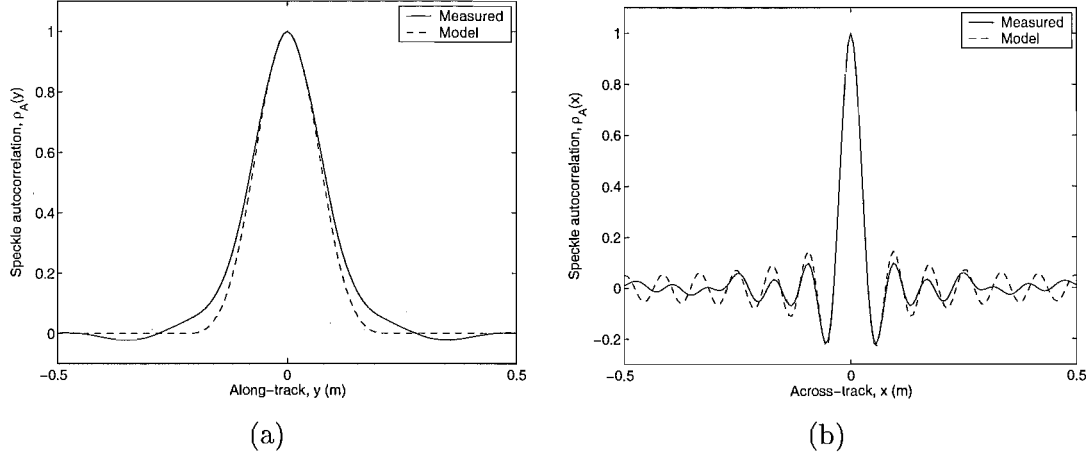 Measured
Model
Speckle autocorrelation, ρ_A(y)
1
0.8
0.6
0.4
0.2
0
−0.5
0
0.5
Along−track, y (m)
(a)
Measured
Model
Speckle autocorrelation, ρ_A(x)
1
0.8
0.6
0.4
0.2
0
−0.2
−0.5
0
0.5
Across−track, x (m)
(b)